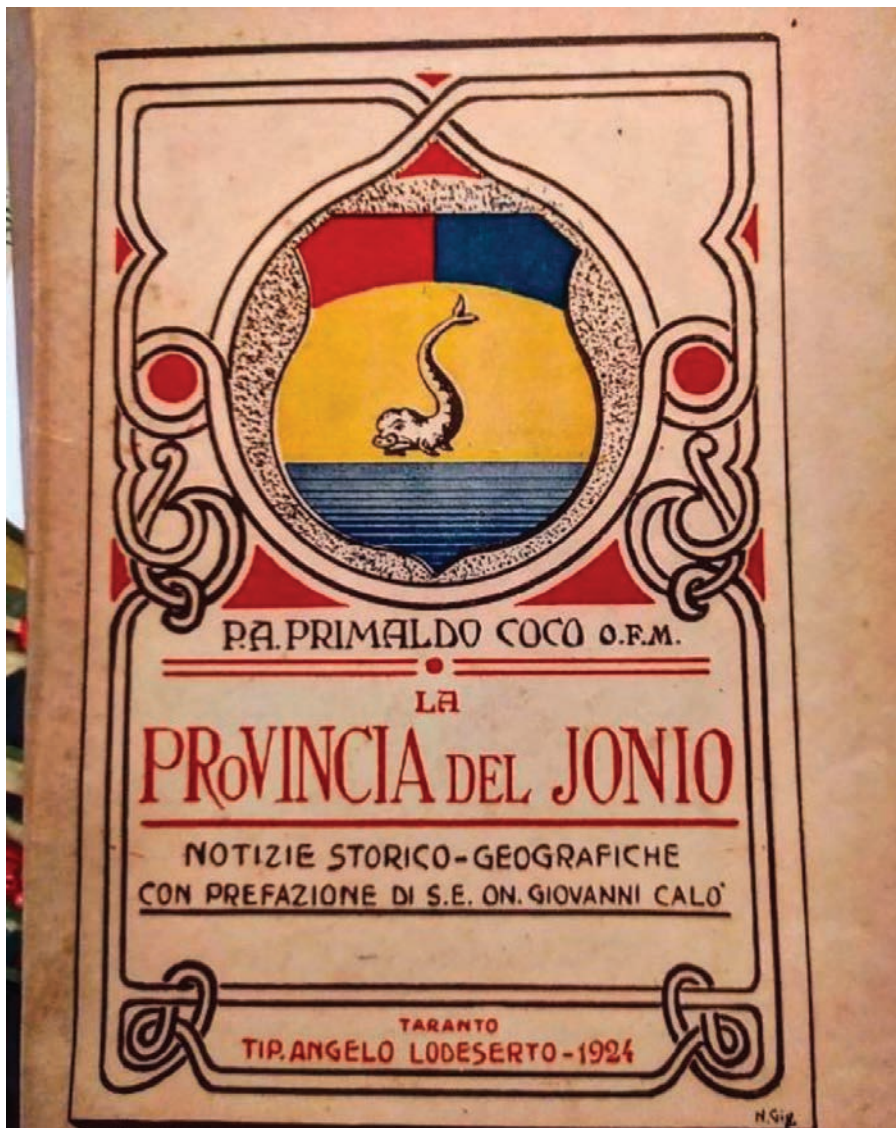 P.A. PRIMALDO COCO O.F.M.
LA
PROVINCIA DEL JONIO
NOTIZIE STORICO-GEOGRAFICHE
CON PREFAZIONE DI S.E. ON. GIOVANNI CALO'
TARANTO
TIP. ANGELO LODESERTO-1924